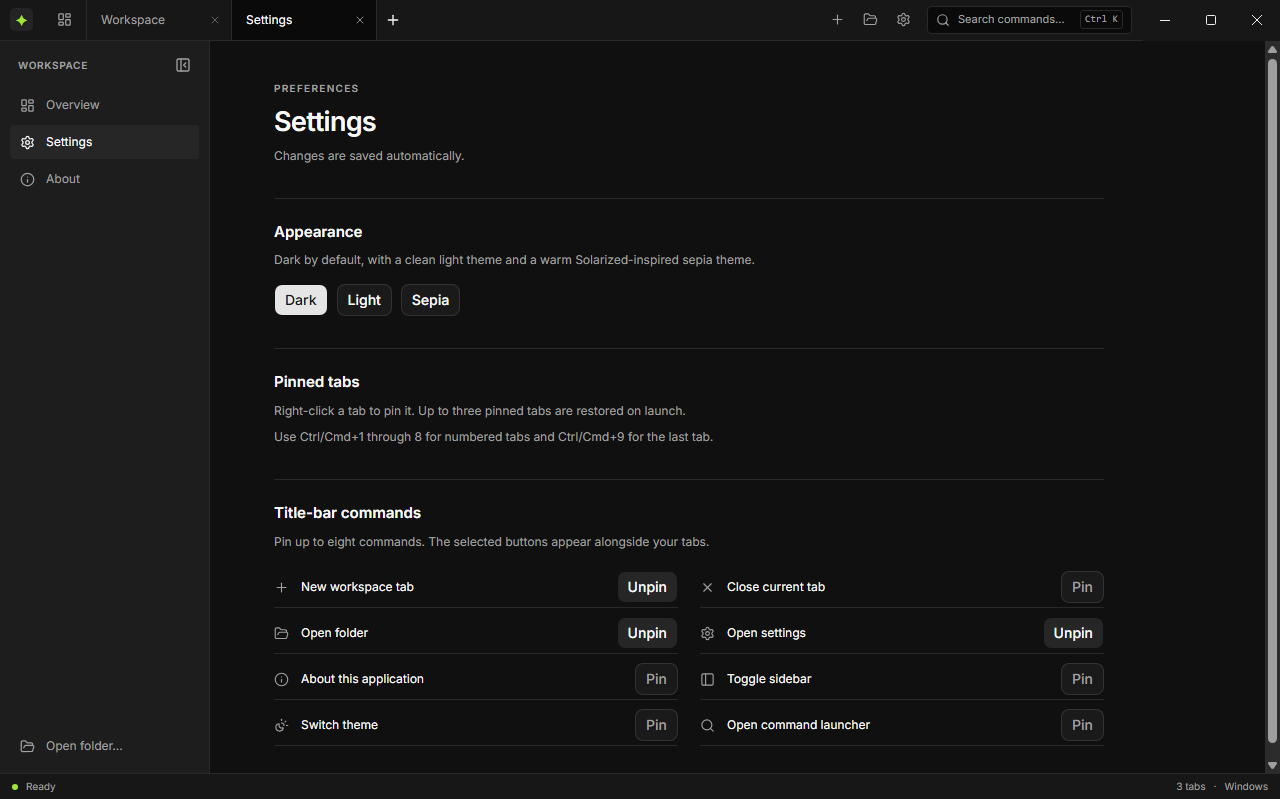 Workspace
Settings
Search commands...
Ctrl K
WORKSPACE
Overview
Settings
About
Open folder...
PREFERENCES
Settings
Changes are saved automatically.
Appearance
Dark by default, with a clean light theme and a warm Solarized-inspired sepia theme.
Dark
Light
Sepia
Pinned tabs
Right-click a tab to pin it. Up to three pinned tabs are restored on launch.
Use Ctrl/Cmd+1 through 8 for numbered tabs and Ctrl/Cmd+9 for the last tab.
Title-bar commands
Pin up to eight commands. The selected buttons appear alongside your tabs.
New workspace tab
Unpin
Close current tab
Pin
Open folder
Unpin
Open settings
Unpin
About this application
Pin
Toggle sidebar
Pin
Switch theme
Pin
Open command launcher
Pin
Ready
3 tabs · Windows